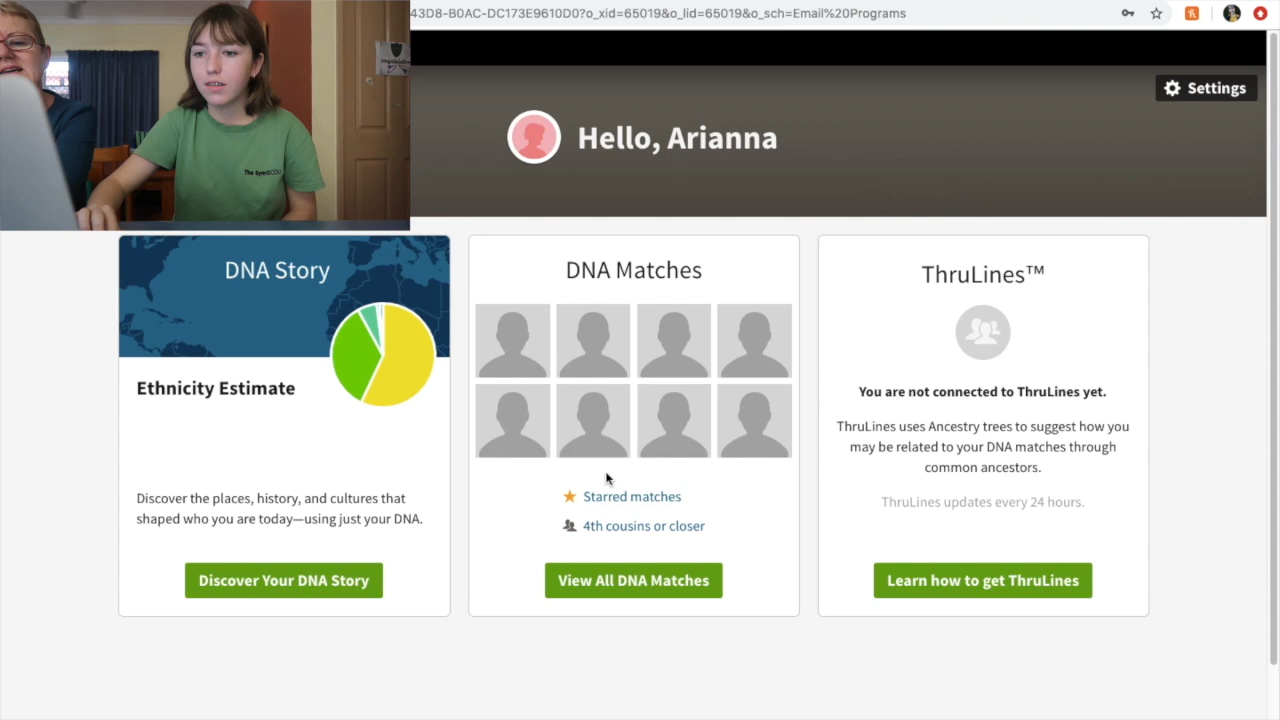 43D8-B0AC-DC173E9610D0?o_xid=65019&o_lid=65019&o_sch=Email%20Programs
Settings
Hello, Arianna
DNA Story
Ethnicity Estimate
Discover the places, history, and cultures that
shaped who you are today—using just your DNA.
Discover Your DNA Story
DNA Matches
Starred matches
4th cousins or closer
View All DNA Matches
ThruLines™
You are not connected to ThruLines yet.
ThruLines uses Ancestry trees to suggest how you
may be related to your DNA matches through
common ancestors.
ThruLines updates every 24 hours.
Learn how to get ThruLines